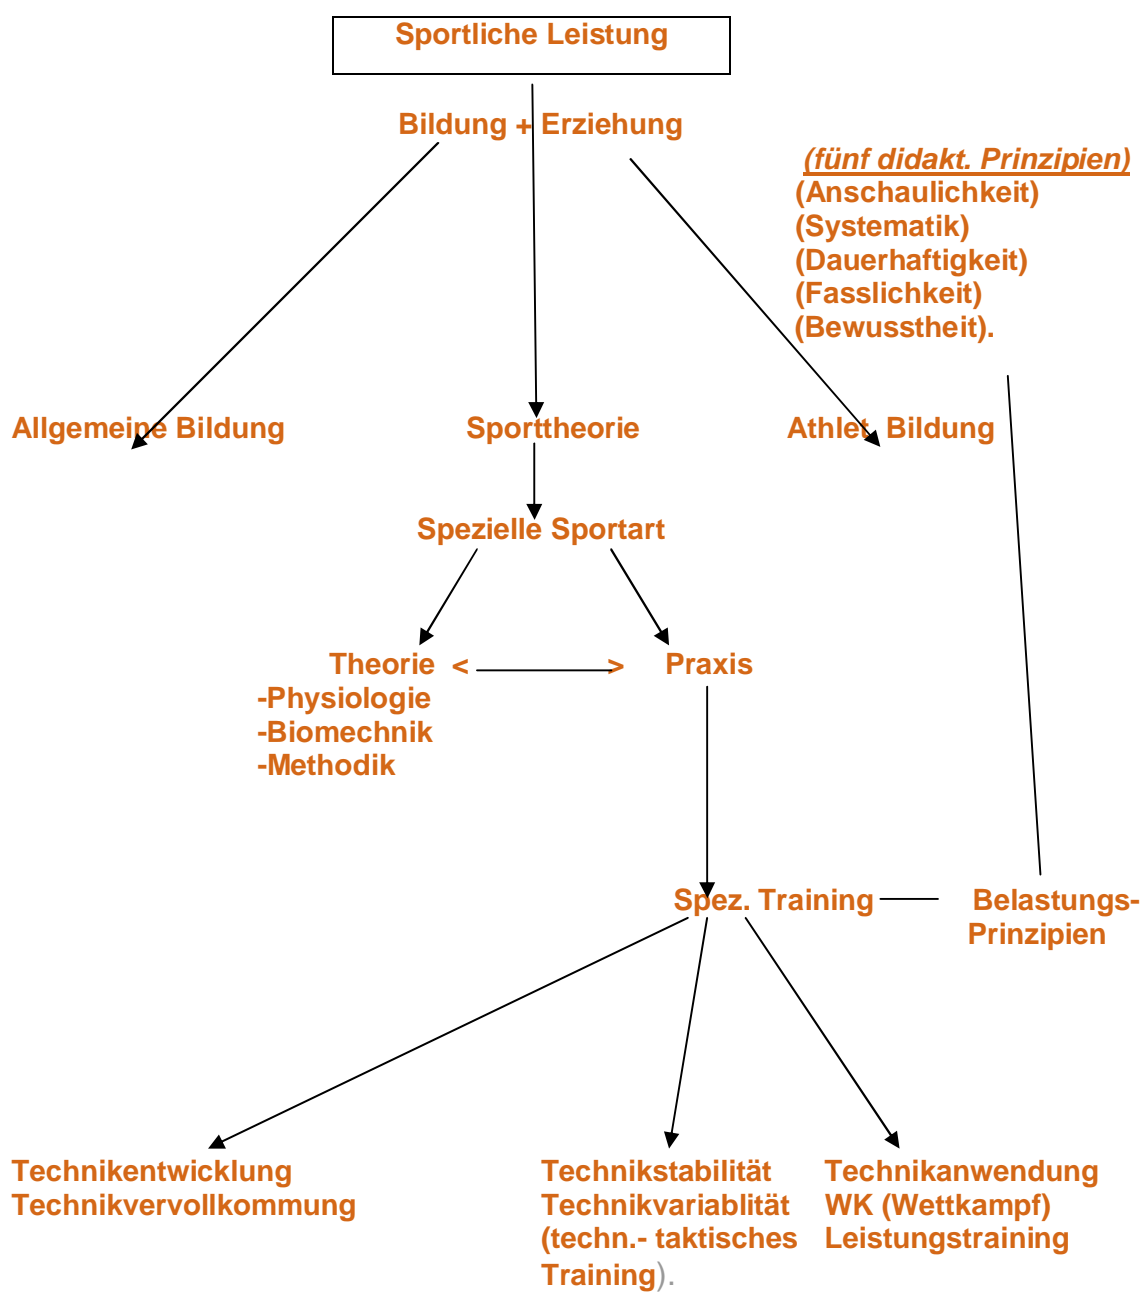 Sportliche Leistung
Bildung + Erziehung
(fünf didakt. Prinzipien)
(Anschaulichkeit)
(Systematik)
(Dauerhaftigkeit)
(Fasslichkeit)
(Bewusstheit).
Allgemeine Bildung
Sporttheorie
Athlet. Bildung
Spezielle Sportart
Theorie < > Praxis
-Physiologie
-Biomechnik
-Methodik
Spez. Training
Belastungs-
Prinzipien
Technikentwicklung
Technikvervollkommung
Technikstabilität
Technikvariablität
(techn.- taktisches
Training).
Technikanwendung
WK (Wettkampf)
Leistungstraining